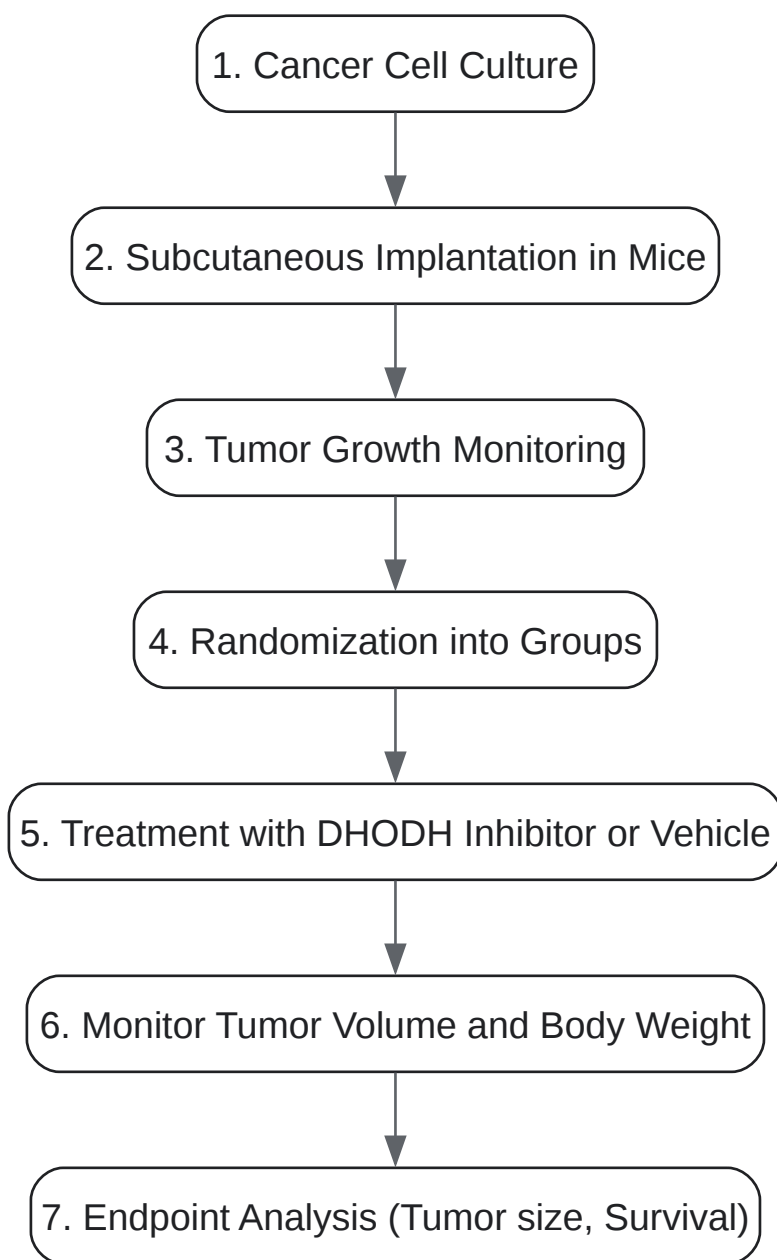 1. Cancer Cell Culture
2. Subcutaneous Implantation in Mice
3. Tumor Growth Monitoring
4. Randomization into Groups
5. Treatment with DHODH Inhibitor or Vehicle
6. Monitor Tumor Volume and Body Weight
7. Endpoint Analysis (Tumor size, Survival)